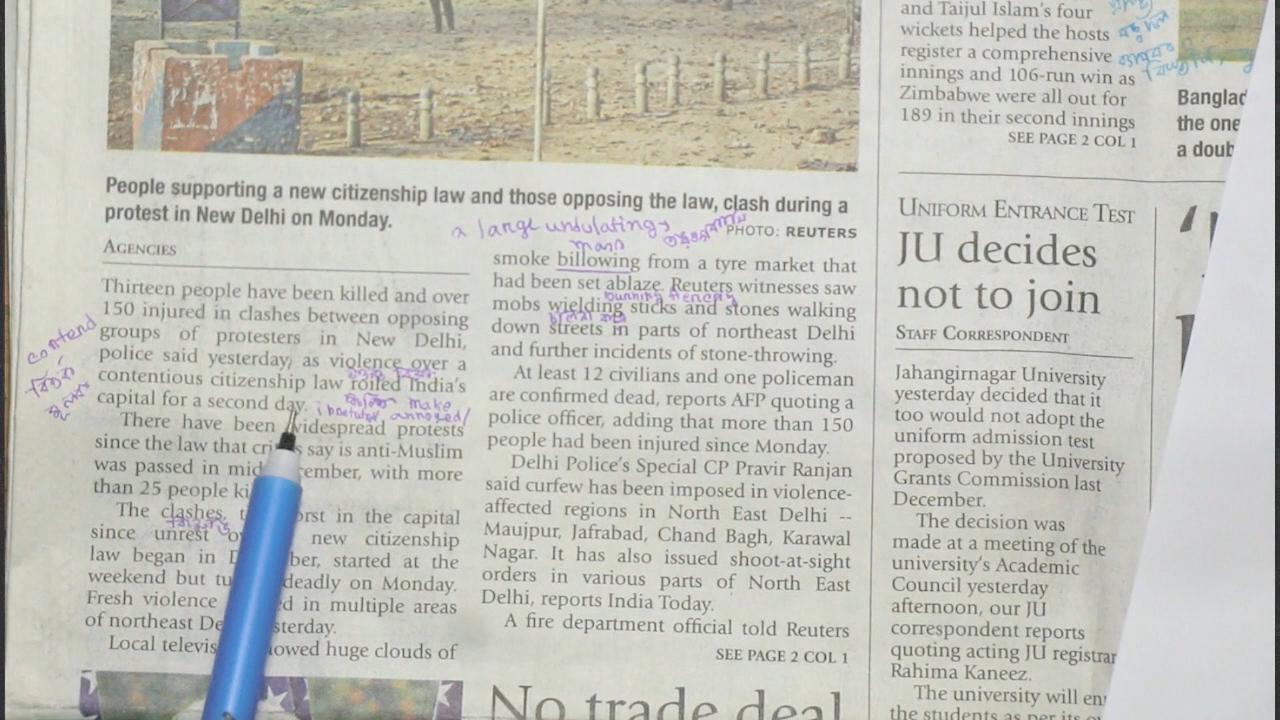 People supporting a new citizenship law and those opposing the law, clash during a
protest in New Delhi on Monday.
PHOTO: REUTERS
AGENCIES
Thirteen people have been killed and over
150 injured in clashes between opposing
groups of protesters in New Delhi,
police said yesterday, as violence over a
contentious citizenship law roiled India's
capital for a second day.
There have been widespread protests
since the law that say is anti-Muslim
was passed in with more
than 25 people
The clashes, in the capital
since unrest new citizenship
law began in started at the
weekend but deadly on Monday.
Fresh violence in multiple areas
of northeast
Local huge clouds of
contend
make
annoyed/
a large undulating
mass
smoke billowing from a tyre market that
had been set ablaze. Reuters witnesses saw
mobs wielding sticks and stones walking
down streets in parts of northeast Delhi
and further incidents of stone-throwing.
At least 12 civilians and one policeman
are confirmed dead, reports AFP quoting a
police officer, adding that more than 150
people had been injured since Monday.
Delhi Police's Special CP Pravir Ranjan
said curfew has been imposed in violence-
affected regions in North East Delhi --
Maujpur, Jafrabad, Chand Bagh, Karawal
Nagar. It has also issued shoot-at-sight
orders in various parts of North East
Delhi, reports India Today.
A fire department official told Reuters
SEE PAGE 2 COL 1
No trade deal
and Taijul Islam's four
wickets helped the hosts
register a comprehensive
innings and 106-run win as
Zimbabwe were all out for
189 in their second innings
SEE PAGE 2 COL 1
UNIFORM ENTRANCE TEST
JU decides
not to join
STAFF CORRESPONDENT
Jahangirnagar University
yesterday decided that it
too would not adopt the
uniform admission test
proposed by the University
Grants Commission last
December.
The decision was
made at a meeting of the
university's Academic
Council yesterday
afternoon, our JU
correspondent reports
quoting acting JU registrar
Rahima Kaneez.
The university will
the students as per its
Banglad
the one
a doub